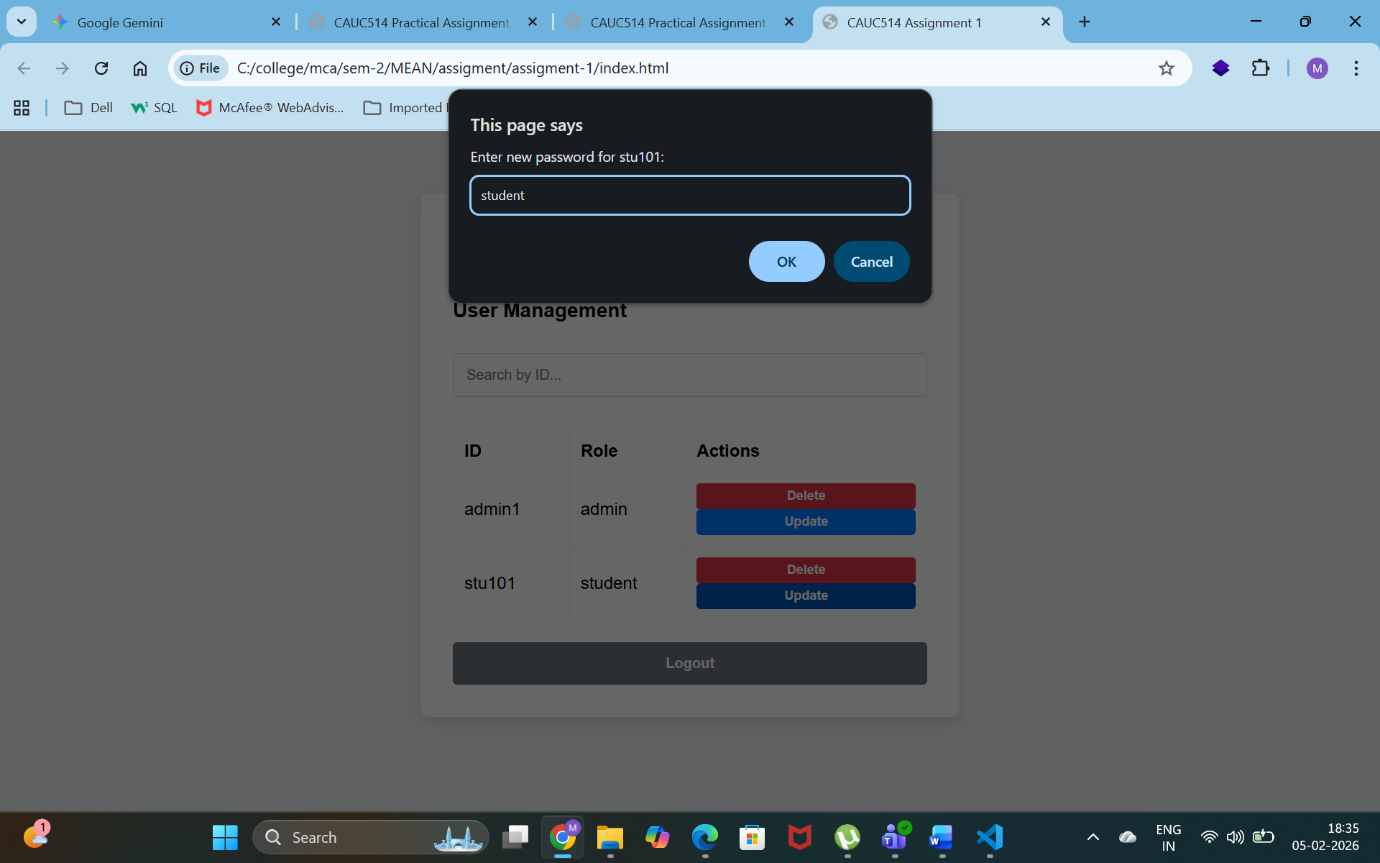 Google Gemini
CAUC514 Practical Assignment
CAUC514 Practical Assignment
CAUC514 Assignment 1
File
C:/college/mca/sem-2/MEAN/assigment/assigment-1/index.html
M
Dell
W3 SQL
McAfee® WebAdvis...
Imported
This page says
Enter new password for stu101:
student
OK
Cancel
User Management
Search by ID...
ID Role Actions
admin1 admin Delete
Update
stu101 student Delete
Update
Logout
1
Search
M
ENG
IN
18:35
05-02-2026